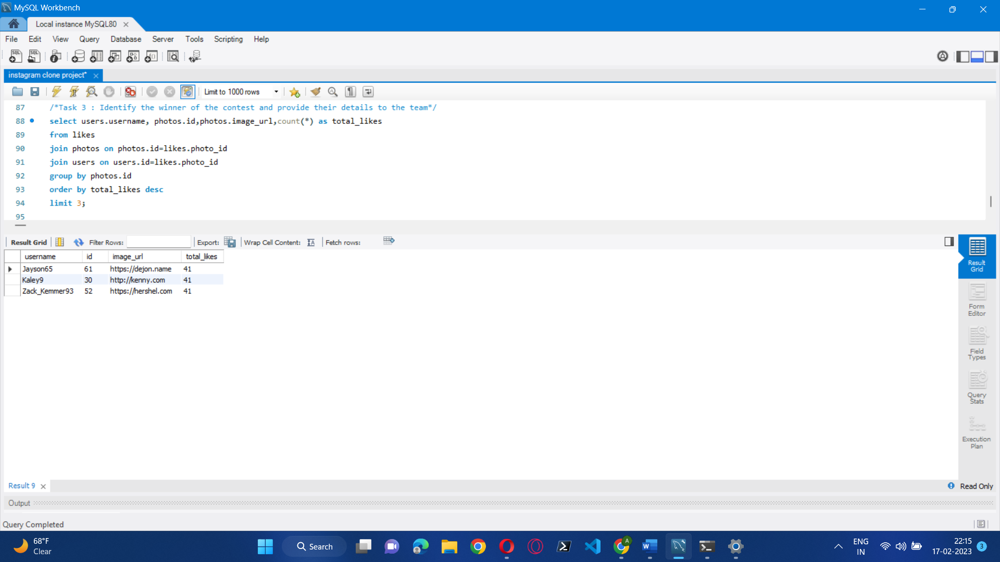 MySQL Workbench
Local instance MySQL80
File Edit View Query Database Server Tools Scripting Help
SQL SQL
instagram clone project*
Limit to 1000 rows
87 /*Task 3 : Identify the winner of the contest and provide their details to the team*/
88 select users.username, photos.id,photos.image_url,count(*) as total_likes
89 from likes
90 join photos on photos.id=likes.photo_id
91 join users on users.id=likes.photo_id
92 group by photos.id
93 order by total_likes desc
94 limit 3;
95
Result Grid Filter Rows: Export: Wrap Cell Content: Fetch rows:
username id image_url total_likes
Jayson65 61 https://dejon.name 41
Kaley9 30 http://kenny.com 41
Zack_Kemmer93 52 https://hershel.com 41
Result
Grid
Form
Editor
Field
Types
Query
Stats
Execution
Plan
Result 9
Read Only
Output
Query Completed
68°F
Clear
Search
A
ENG
IN
22:15
17-02-2023
3